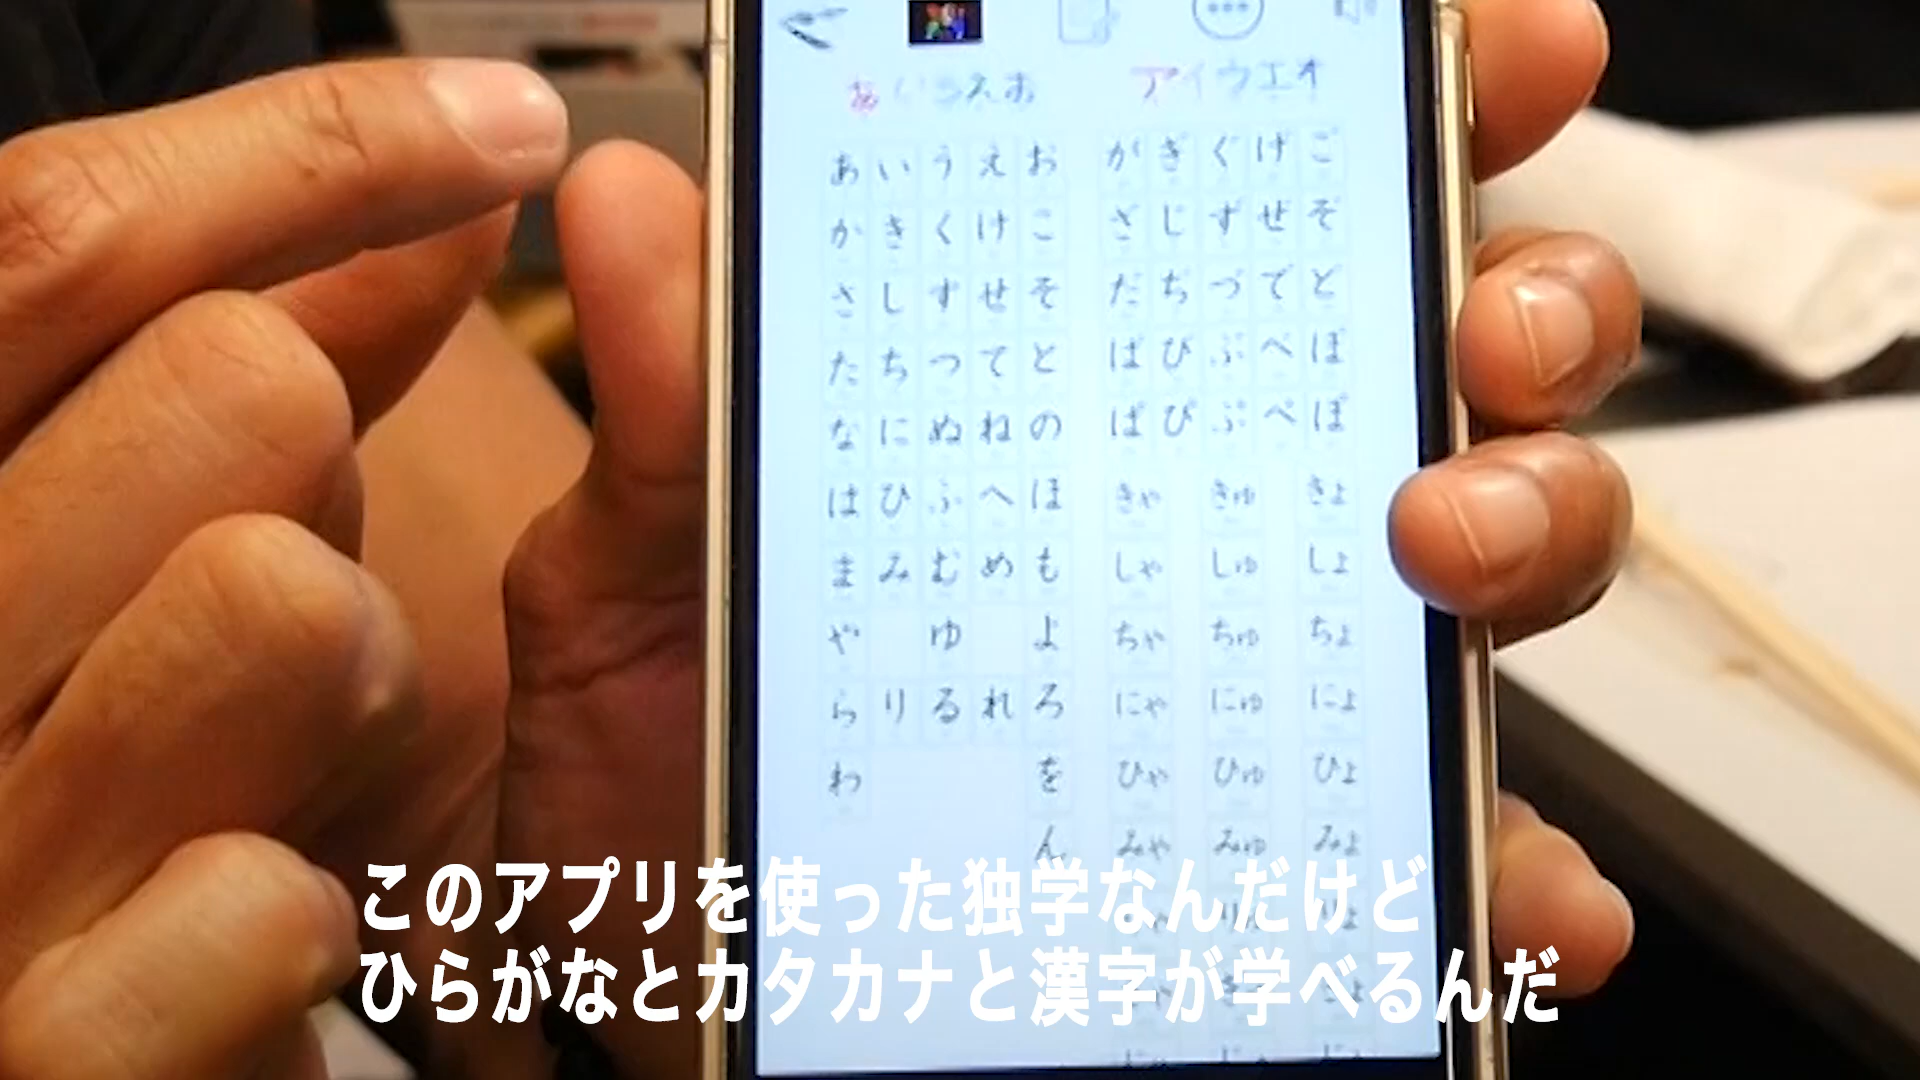 あいうえお アイウエオ
あ い う え お が ぎ ぐ げ ご
か き く け こ ざ じ ず ぜ ぞ
さ し す せ そ だ ぢ づ で ど
た ち つ て と ば び ぶ べ ぼ
な に ぬ ね の ぱ ぴ ぷ ぺ ぽ
は ひ ふ へ ほ きゃ きゅ きょ
ま み む め も しゃ しゅ しょ
や ゆ よ ちゃ ちゅ ちょ
ら り る れ ろ にゃ にゅ にょ
わ を ひゃ ひゅ ひょ
ん みゃ みゅ みょ
このアプリを使った独学なんだけど
ひらがなとカタカナと漢字が学べるんだ